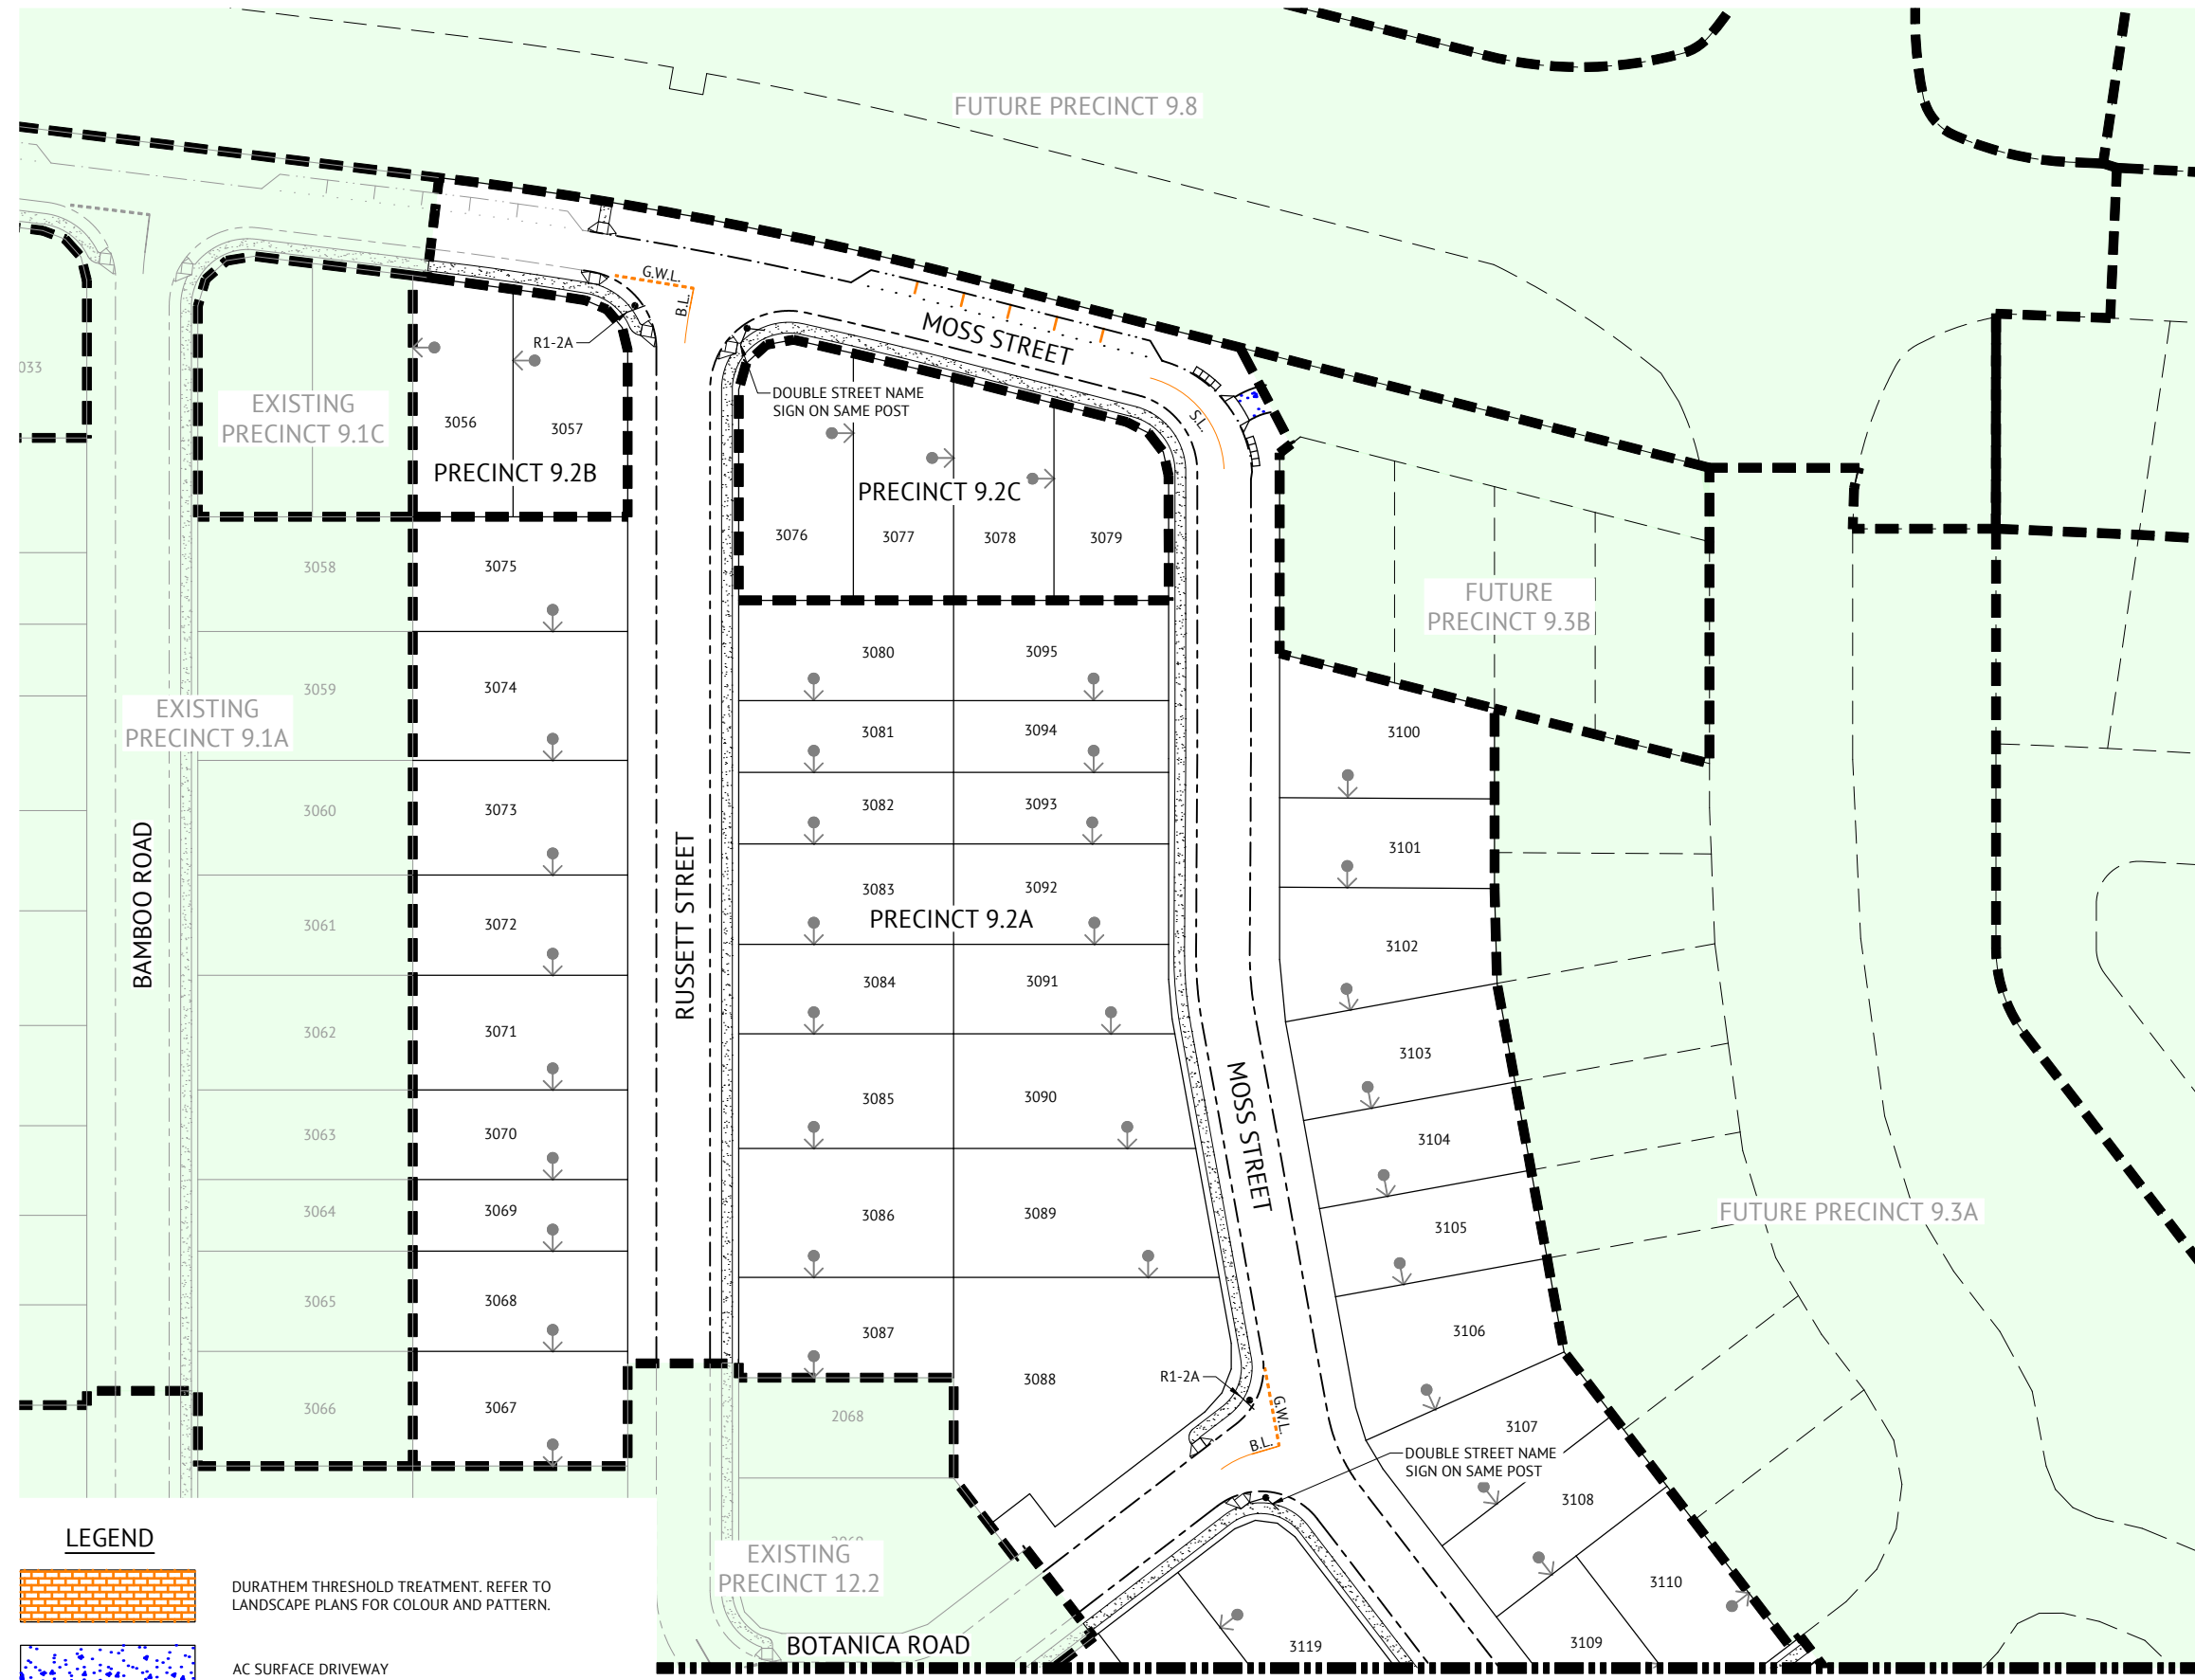 FUTURE PRECINCT 9.8
G.W.L.
B.L.
R1-2A
MOSS STREET
033
EXISTING
PRECINCT 9.1C
3056
3057
PRECINCT 9.2B
DOUBLE STREET NAME
SIGN ON SAME POST
S.L.
PRECINCT 9.2C
3076
3077
3078
3079
FUTURE
PRECINCT 9.3B
3058
3075
3059
3074
EXISTING
PRECINCT 9.1A
3080
3095
3081
3094
3100
3060
3073
3082
3093
3101
BAMBOO ROAD
RUSSETT STREET
3083
3092
PRECINCT 9.2A
3061
3072
3102
3084
3091
3062
3071
3103
3085
3090
MOSS STREET
3063
3070
3104
3064
3069
3086
3089
3105
FUTURE PRECINCT 9.3A
3065
3068
3087
3106
3066
3067
2068
3088
R1-2A
G.W.L.
B.L.
3107
DOUBLE STREET NAME
SIGN ON SAME POST
3108
EXISTING
PRECINCT 12.2
3110
3109
3119
BOTANICA ROAD
LEGEND
DURATHEM THRESHOLD TREATMENT. REFER TO
LANDSCAPE PLANS FOR COLOUR AND PATTERN.
AC SURFACE DRIVEWAY